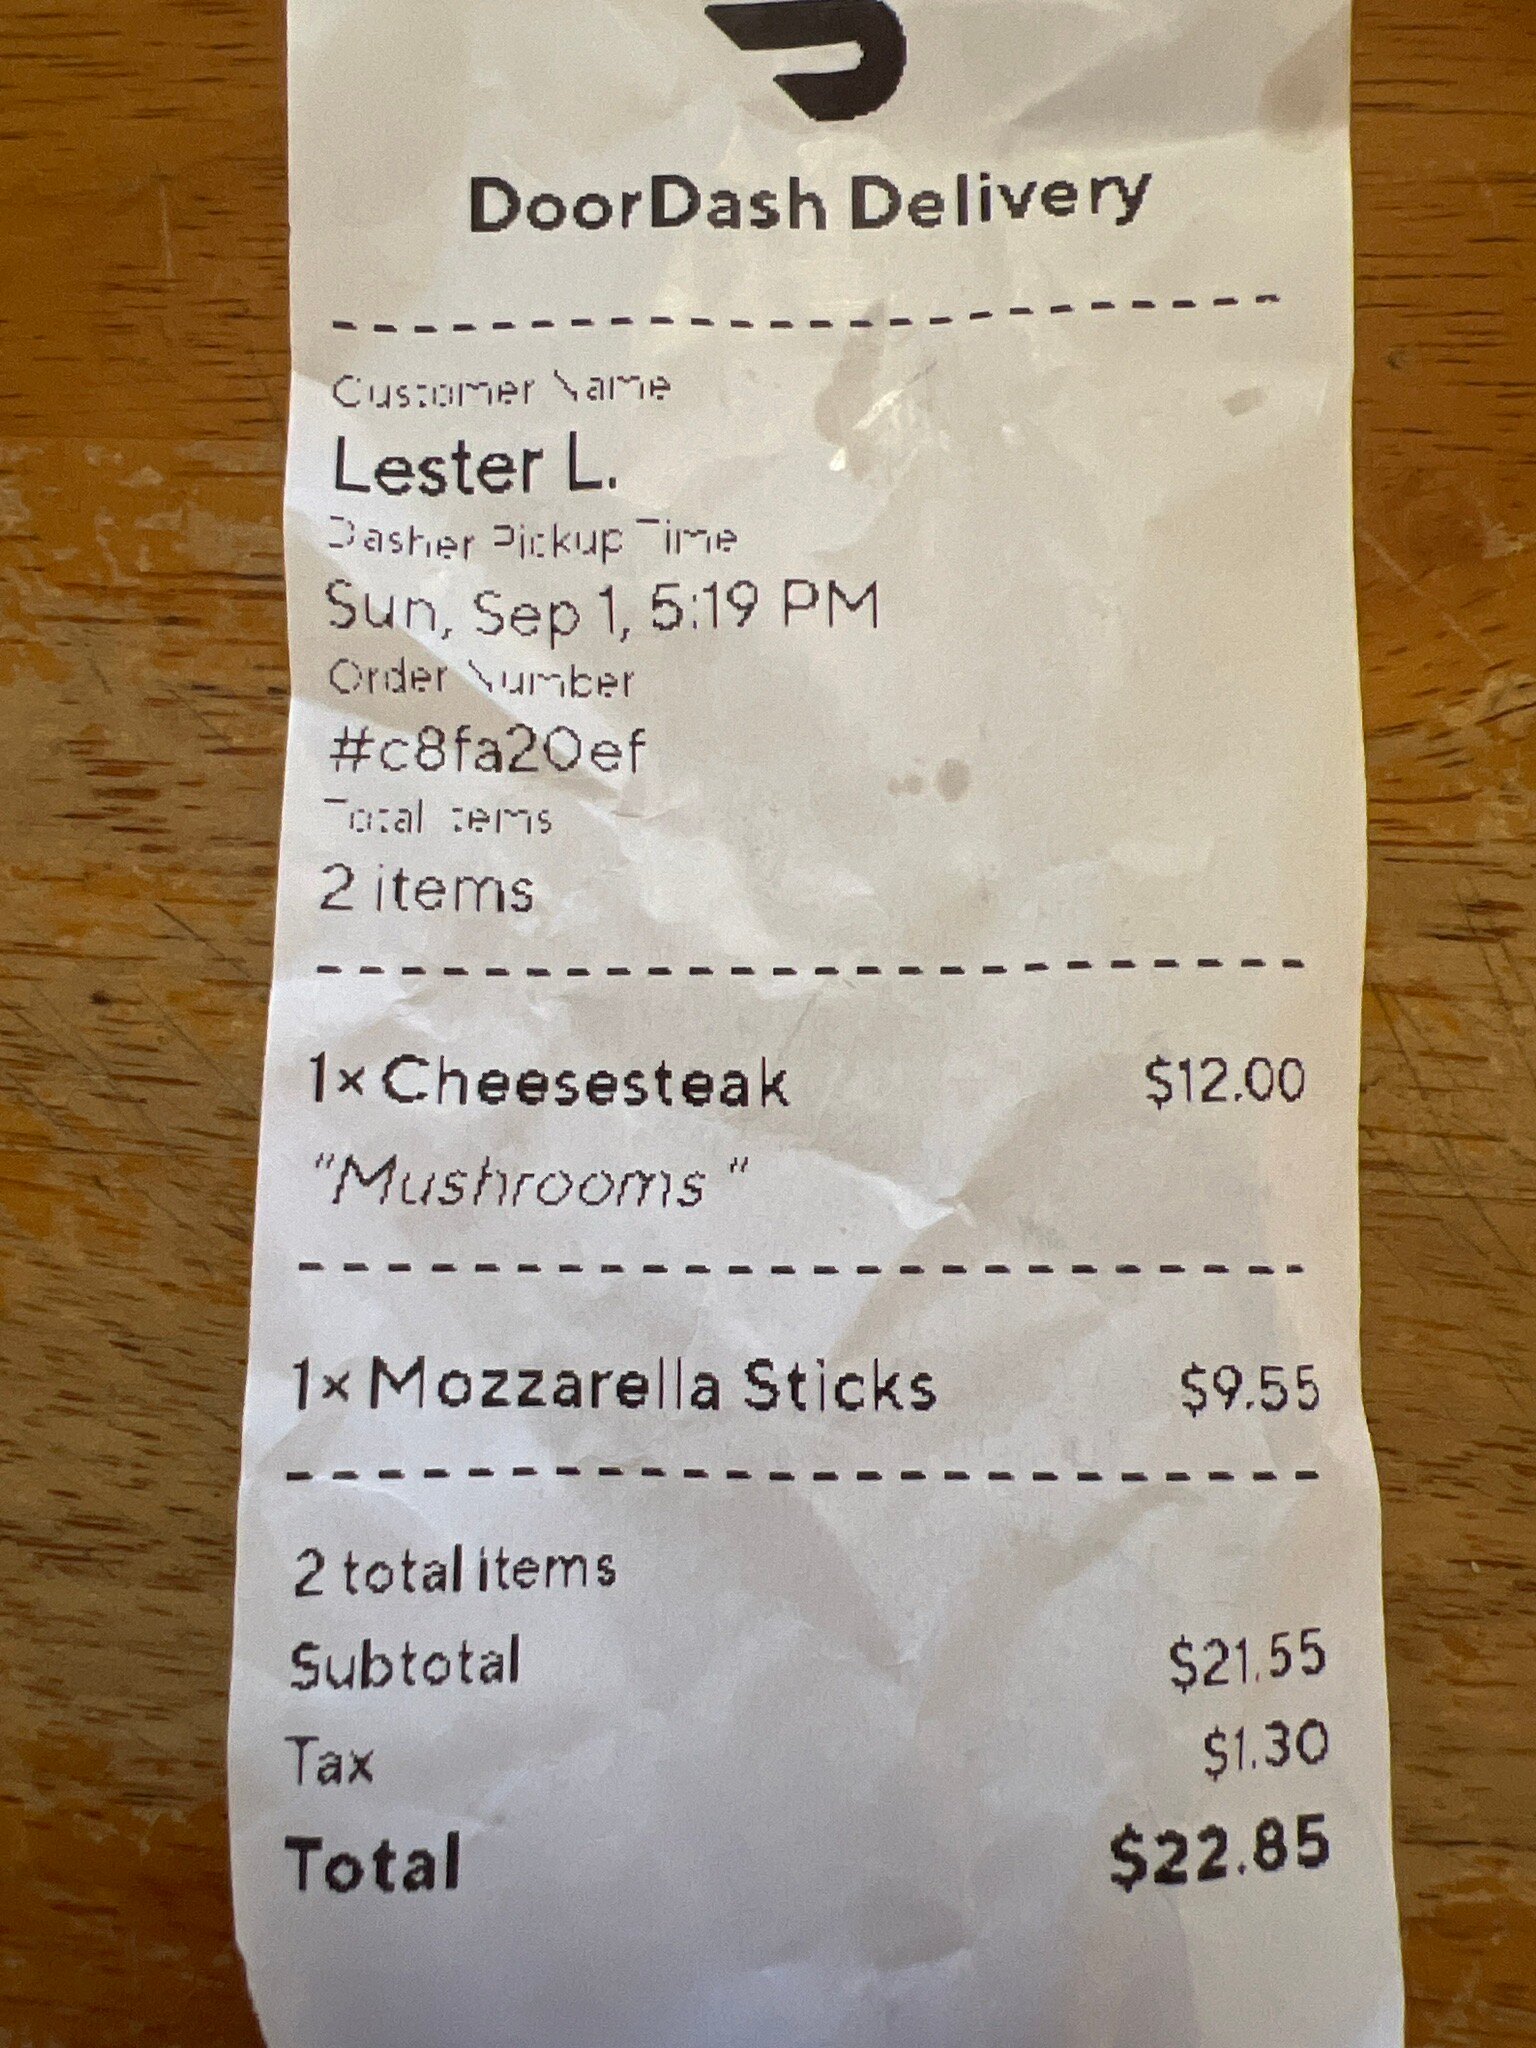 DoorDash Delivery
Customer Name
Lester L.
Dasher Pickup Time
Sun, Sep 1, 5:19 PM
Order Number
#c8fa20ef
Total Items
2 items
1x Cheesesteak $12.00
"Mushrooms "
1x Mozzarella Sticks $9.55
2 total items
Subtotal $21.55
Tax $1.30
Total $22.85